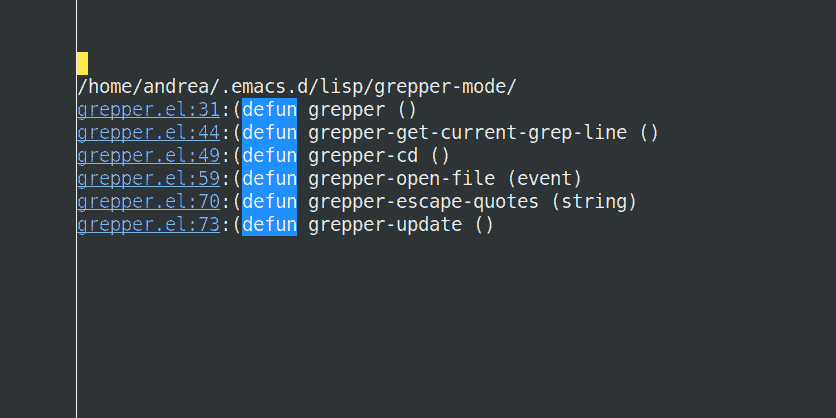 /home/andrea/.emacs.d/lisp/grepper-mode/
grepper.el:31:(defun grepper ()
grepper.el:44:(defun grepper-get-current-grep-line ()
grepper.el:49:(defun grepper-cd ()
grepper.el:59:(defun grepper-open-file (event)
grepper.el:70:(defun grepper-escape-quotes (string)
grepper.el:73:(defun grepper-update ()